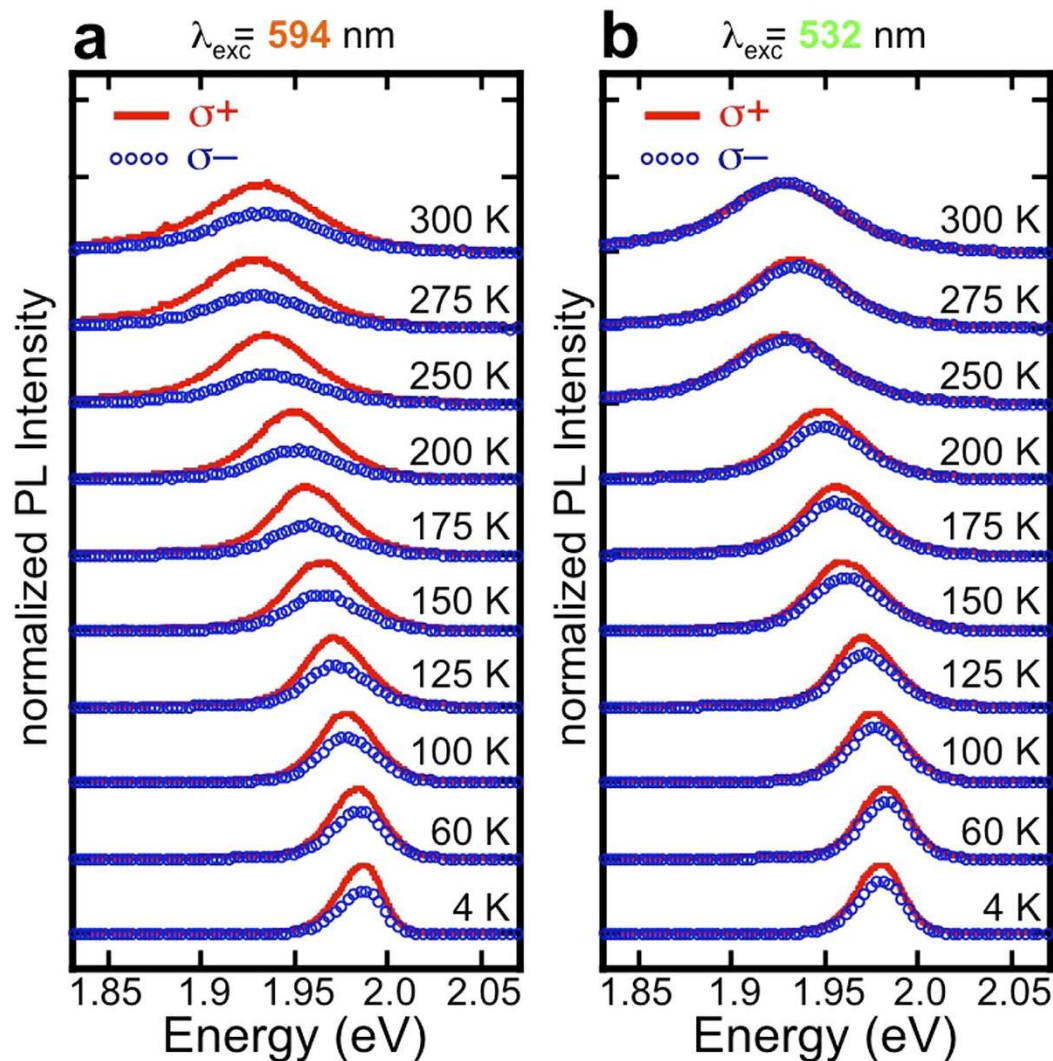 a λexc= 594 nm
normalized PL Intensity
σ+
σ−
300 K
275 K
250 K
200 K
175 K
150 K
125 K
100 K
60 K
4 K
1.85 1.9 1.95 2.0 2.05
Energy (eV)
b λexc= 532 nm
normalized PL Intensity
σ+
σ−
300 K
275 K
250 K
200 K
175 K
150 K
125 K
100 K
60 K
4 K
1.85 1.9 1.95 2.0 2.05
Energy (eV)